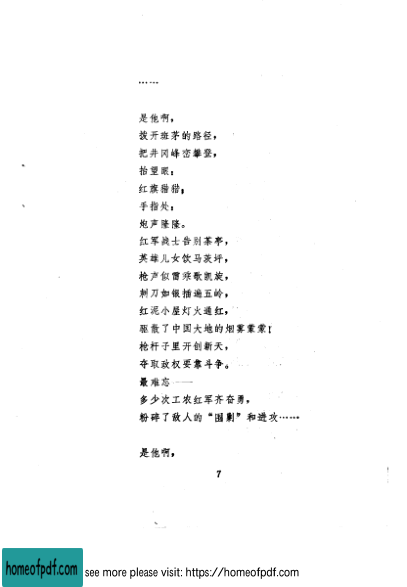 ……
是他啊，
拨开班茅的路径，
把井冈峰峦攀登，
抬望眼：
红旗猎猎；
手指处：
炮声隆隆。
红军战士告别茶亭，
英雄儿女饮马茨坪，
枪声似雷奏歌凯旋，
刺刀如银插遍五岭，
红泥小屋灯火通红，
驱散了中国大地的烟雾霏霏！
枪杆子里开创新天，
夺取政权要靠斗争。
最难忘——
多少次工农红军齐奋勇，
粉碎了敌人的“围剿”和进攻……
是他啊，
7
homeofpdf.com
see more please visit: https://homeofpdf.com